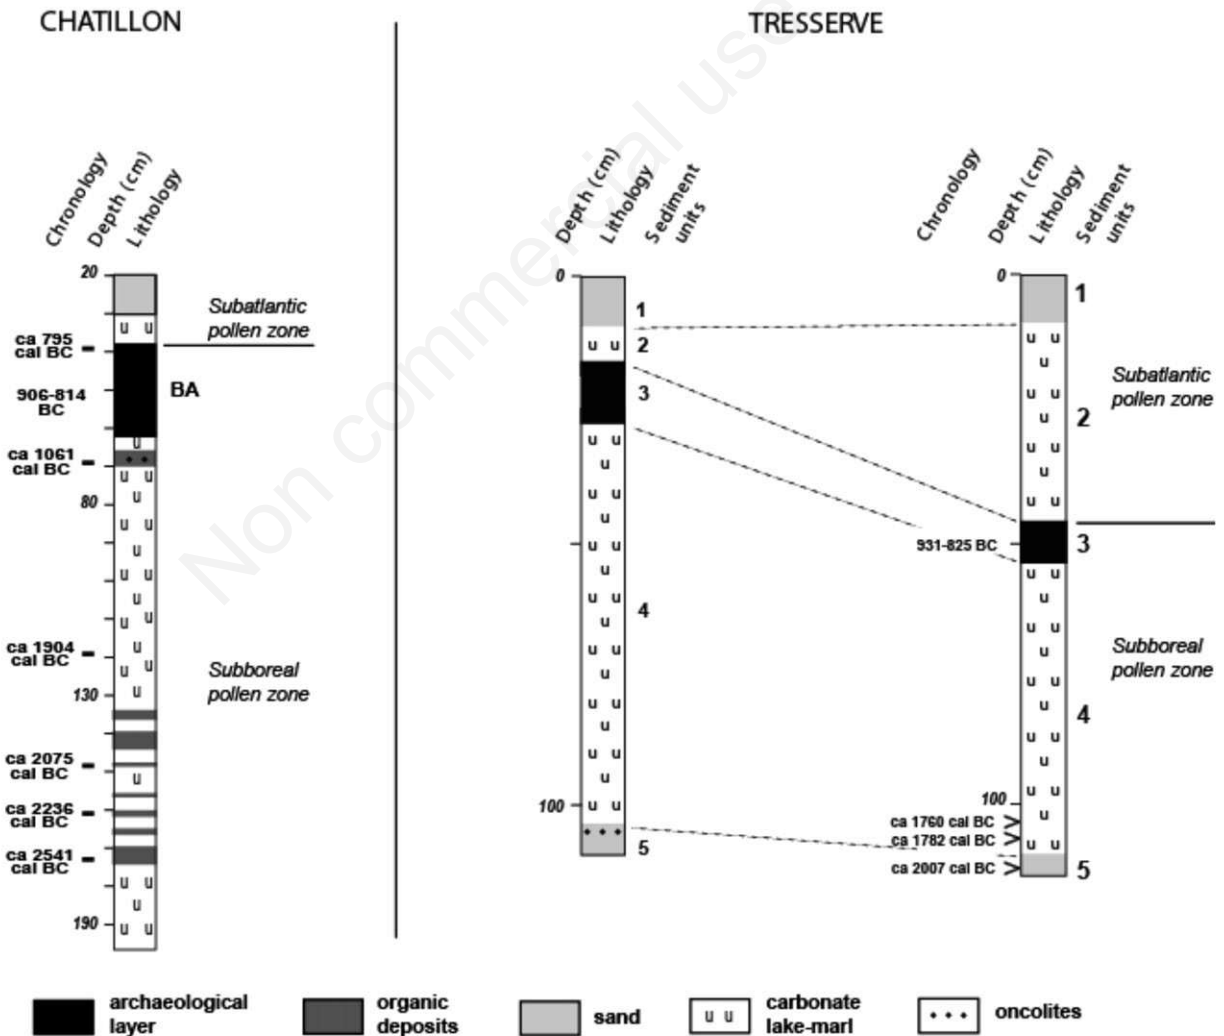 CHATILLON
TRESSERVE
Non commercial use
Chronology
Depth (cm)
Lithology
20
ca 795
cal BC
906-814
BC
ca 1061
cal BC
80
ca 1904
cal BC
130
ca 2075
cal BC
ca 2236
cal BC
ca 2541
cal BC
190
BA
Subatlantic
pollen zone
Subboreal
pollen zone
u u
u
u u
u
u u
u
u u
u
u u
u
u u
u
u
u u
u
u u
Depth (cm)
Lithology
Sediment
units
0
100
1
2
3
4
5
u u
u u
u
u u
u
u u
u
u u
u
u u
u
u u
u
u u
u
u u
Chronology
Depth (cm)
Lithology
Sediment
units
0
931-825 BC
100
ca 1760 cal BC
ca 1782 cal BC
ca 2007 cal BC
1
2
3
4
5
u u
u
u u
u
u u
u
u u
u u
u
u u
u
u u
u
u u
u
u u
u
u u
Subatlantic
pollen zone
Subboreal
pollen zone
archaeological
layer
organic
deposits
sand
u u
carbonate
lake-marl
oncolites